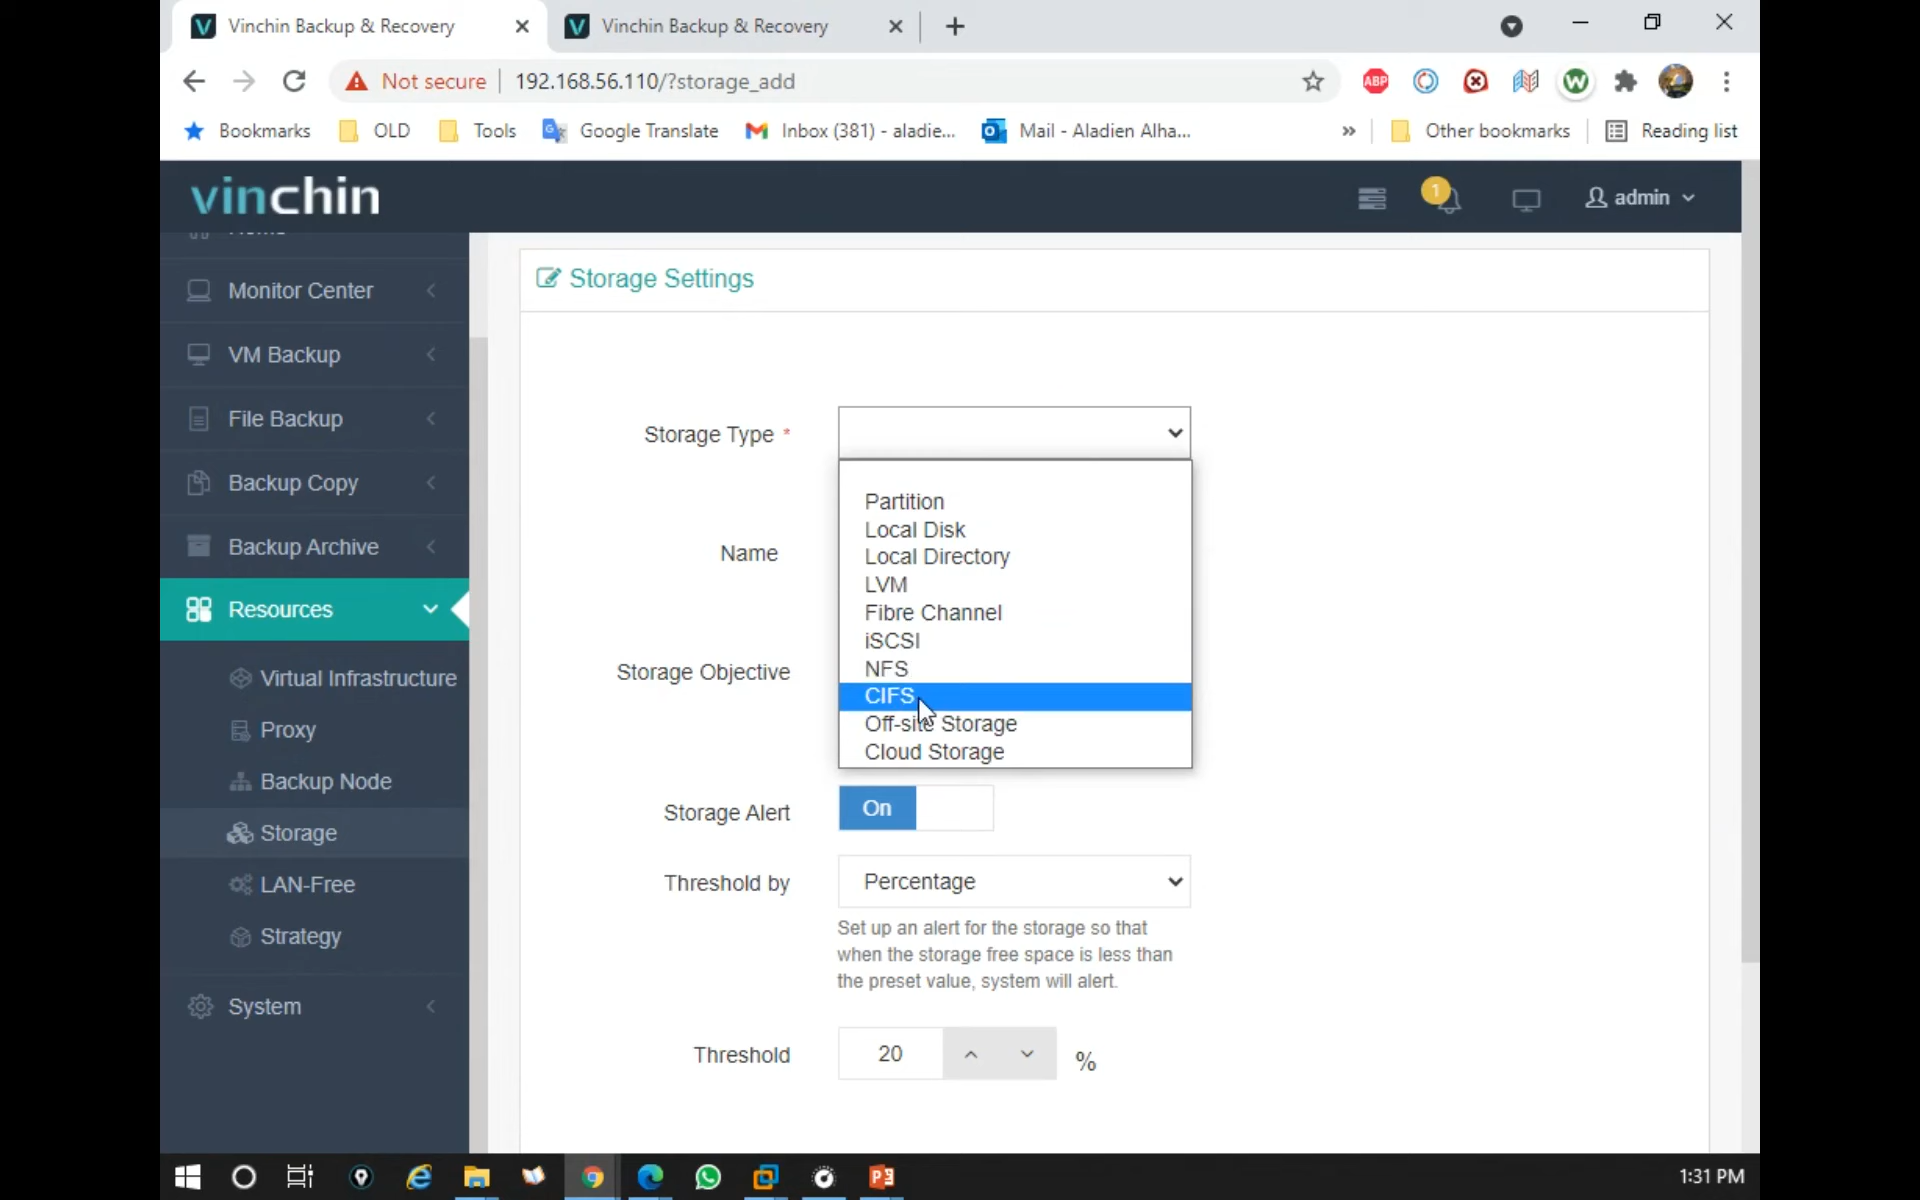 Vinchin Backup & Recovery
Vinchin Backup & Recovery
Not secure
192.168.56.110/?storage_add
ABP
W
Bookmarks
OLD
Tools
Google Translate
Inbox (381) - aladie...
Mail - Aladien Alha...
»
Other bookmarks
Reading list
vinchin
1
admin
Home
Monitor Center
VM Backup
File Backup
Backup Copy
Backup Archive
Resources
Virtual Infrastructure
Proxy
Backup Node
Storage
LAN-Free
Strategy
System
Storage Settings
Storage Type *
Partition
Local Disk
Local Directory
LVM
Fibre Channel
iSCSI
NFS
CIFS
Off-site Storage
Cloud Storage
Name
Storage Objective
Storage Alert
On
Threshold by
Percentage
Set up an alert for the storage so that
when the storage free space is less than
the preset value, system will alert.
Threshold
20
%
1:31 PM